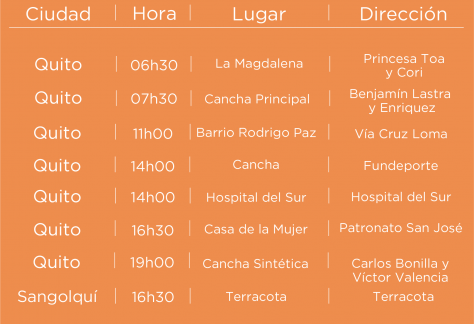 Ciudad | Hora | Lugar | Dirección
Quito | 06h30 | La Magdalena | Princesa Toa
y Cori
Quito | 07h30 | Cancha Principal | Benjamín Lastra
y Enriquez
Quito | 11h00 | Barrio Rodrigo Paz | Vía Cruz Loma
Quito | 14h00 | Cancha | Fundeporte
Quito | 14h00 | Hospital del Sur | Hospital del Sur
Quito | 16h30 | Casa de la Mujer | Patronato San José
Quito | 19h00 | Cancha Sintética | Carlos Bonilla y
Víctor Valencia
Sangolquí | 16h30 | Terracota | Terracota